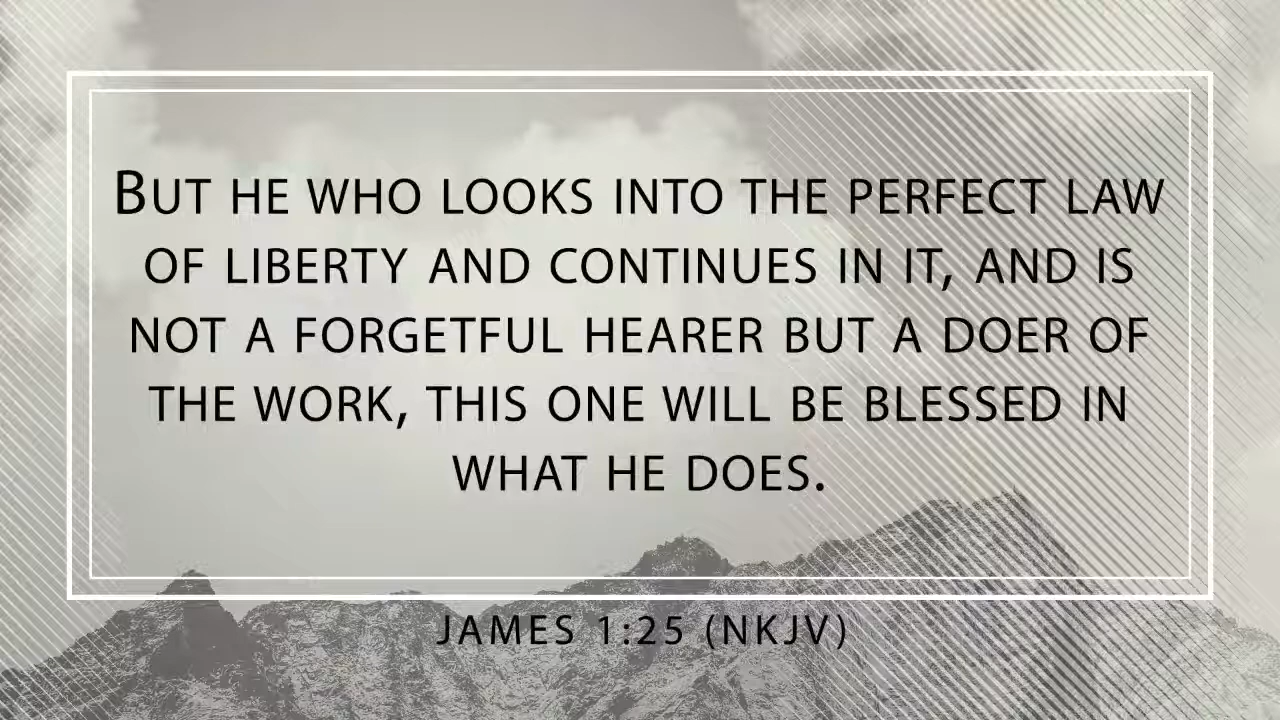 But he who looks into the perfect law
of liberty and continues in it, and is
not a forgetful hearer but a doer of
the work, this one will be blessed in
what he does.
James 1:25 (NKJV)